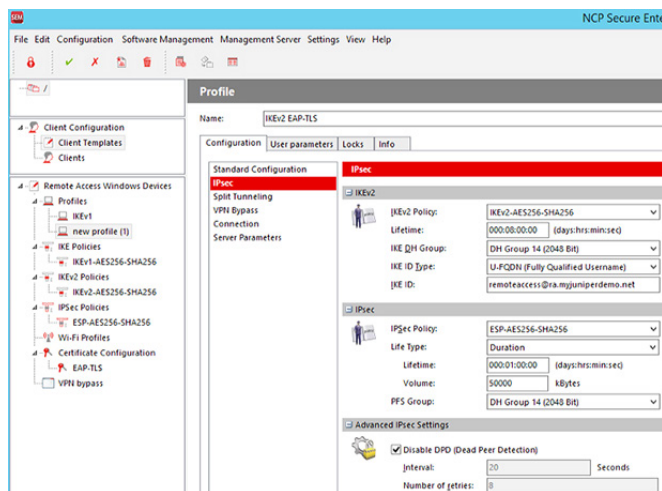 SEM
NCP Secure Ente
File Edit Configuration Software Management Management Server Settings View Help
/
Client Configuration
Client Templates
Clients
Remote Access Windows Devices
Profiles
IKEv1
new profile (1)
IKE Policies
IKEv1-AES256-SHA256
IKEv2 Policies
IKEv2-AES256-SHA256
IPSec Policies
ESP-AES256-SHA256
Wi-Fi Profiles
Certificate Configuration
EAP-TLS
VPN bypass
Profile
Name: IKEv2 EAP-TLS
Configuration User parameters Locks Info
Standard Configuration
IPsec
Split Tunneling
VPN Bypass
Connection
Server Parameters
IPsec
IKEv2
IKEv2 Policy: IKEv2-AES256-SHA256
Lifetime: 000:08:00:00 (days:hrs:min:sec)
IKE DH Group: DH Group 14 (2048 Bit)
IKE ID Type: U-FQDN (Fully Qualified Username)
IKE ID: remoteaccess@ra.myjuniperdemo.net
IPsec
IPSec Policy: ESP-AES256-SHA256
Life Type: Duration
Lifetime: 000:01:00:00 (days:hrs:min:sec)
Volume: 50000 kBytes
PFS Group: DH Group 14 (2048 Bit)
Advanced IPsec Settings
Disable DPD (Dead Peer Detection)
Interval: 20 Seconds
Number of retries: 8